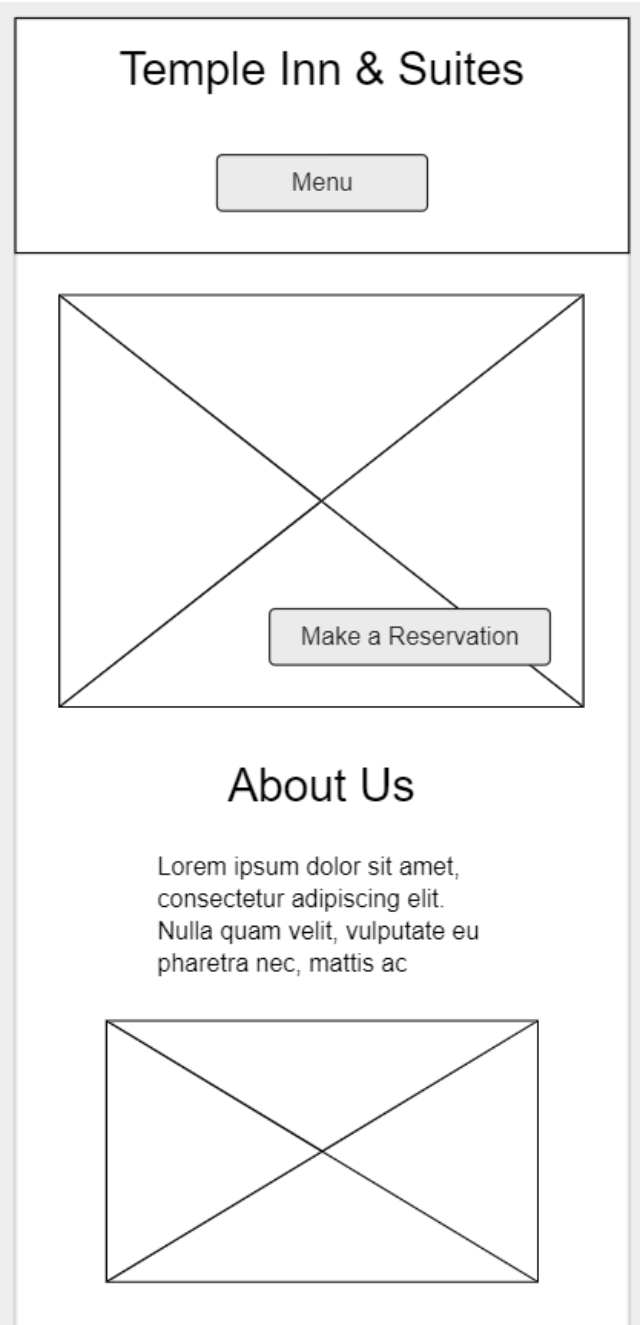 Temple Inn & Suites
Menu
Make a Reservation
About Us
Lorem ipsum dolor sit amet,
consectetur adipiscing elit.
Nulla quam velit, vulputate eu
pharetra nec, mattis ac